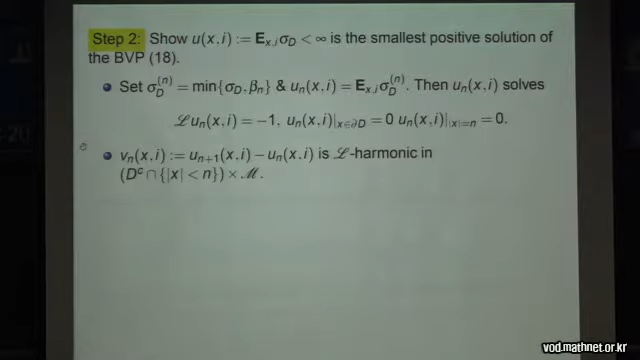 Step 2: Show u(x,i) := E_{x,i}σ_D < ∞ is the smallest positive solution of
the BVP (18).
Set σ_D^{(n)} = min{σ_D, β_n} & u_n(x,i) = E_{x,i}σ_D^{(n)}. Then u_n(x,i) solves
ℒu_n(x,i) = −1, u_n(x,i)|_{x∈∂D} = 0 u_n(x,i)|_{|x|=n} = 0.
v_n(x,i) := u_{n+1}(x,i) − u_n(x,i) is ℒ-harmonic in
(D^c ∩ {|x| < n}) × ℳ.
vod.mathnet.or.kr